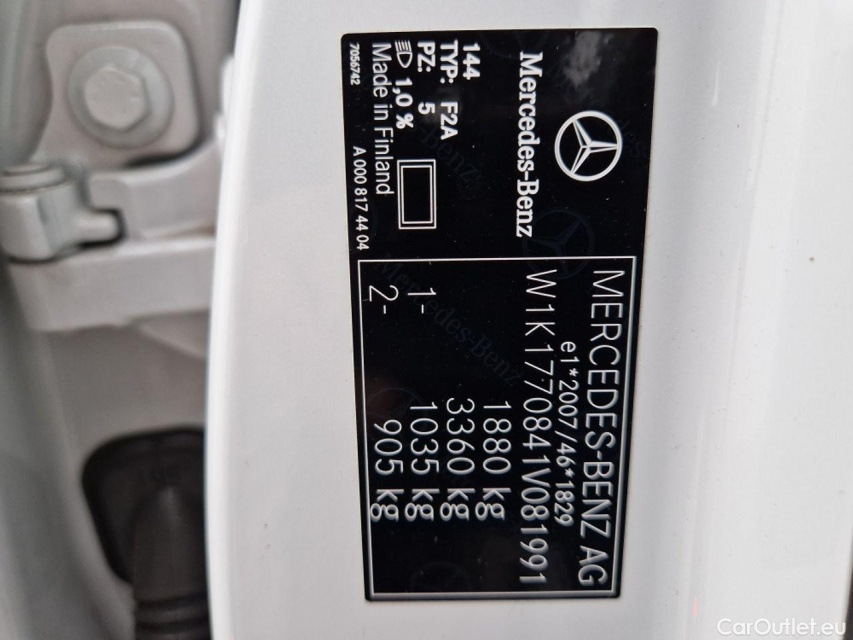 Mercedes-Benz
144
TYP: F2A
PZ: 5
1,0 %
Made in Finland
7056742
A 000 817 44 04
MERCEDES-BENZ AG
e1*2007/46*1829
W1K1770841V081991
1880 kg
3360 kg
1- 1035 kg
2- 905 kg
CarOutlet.eu